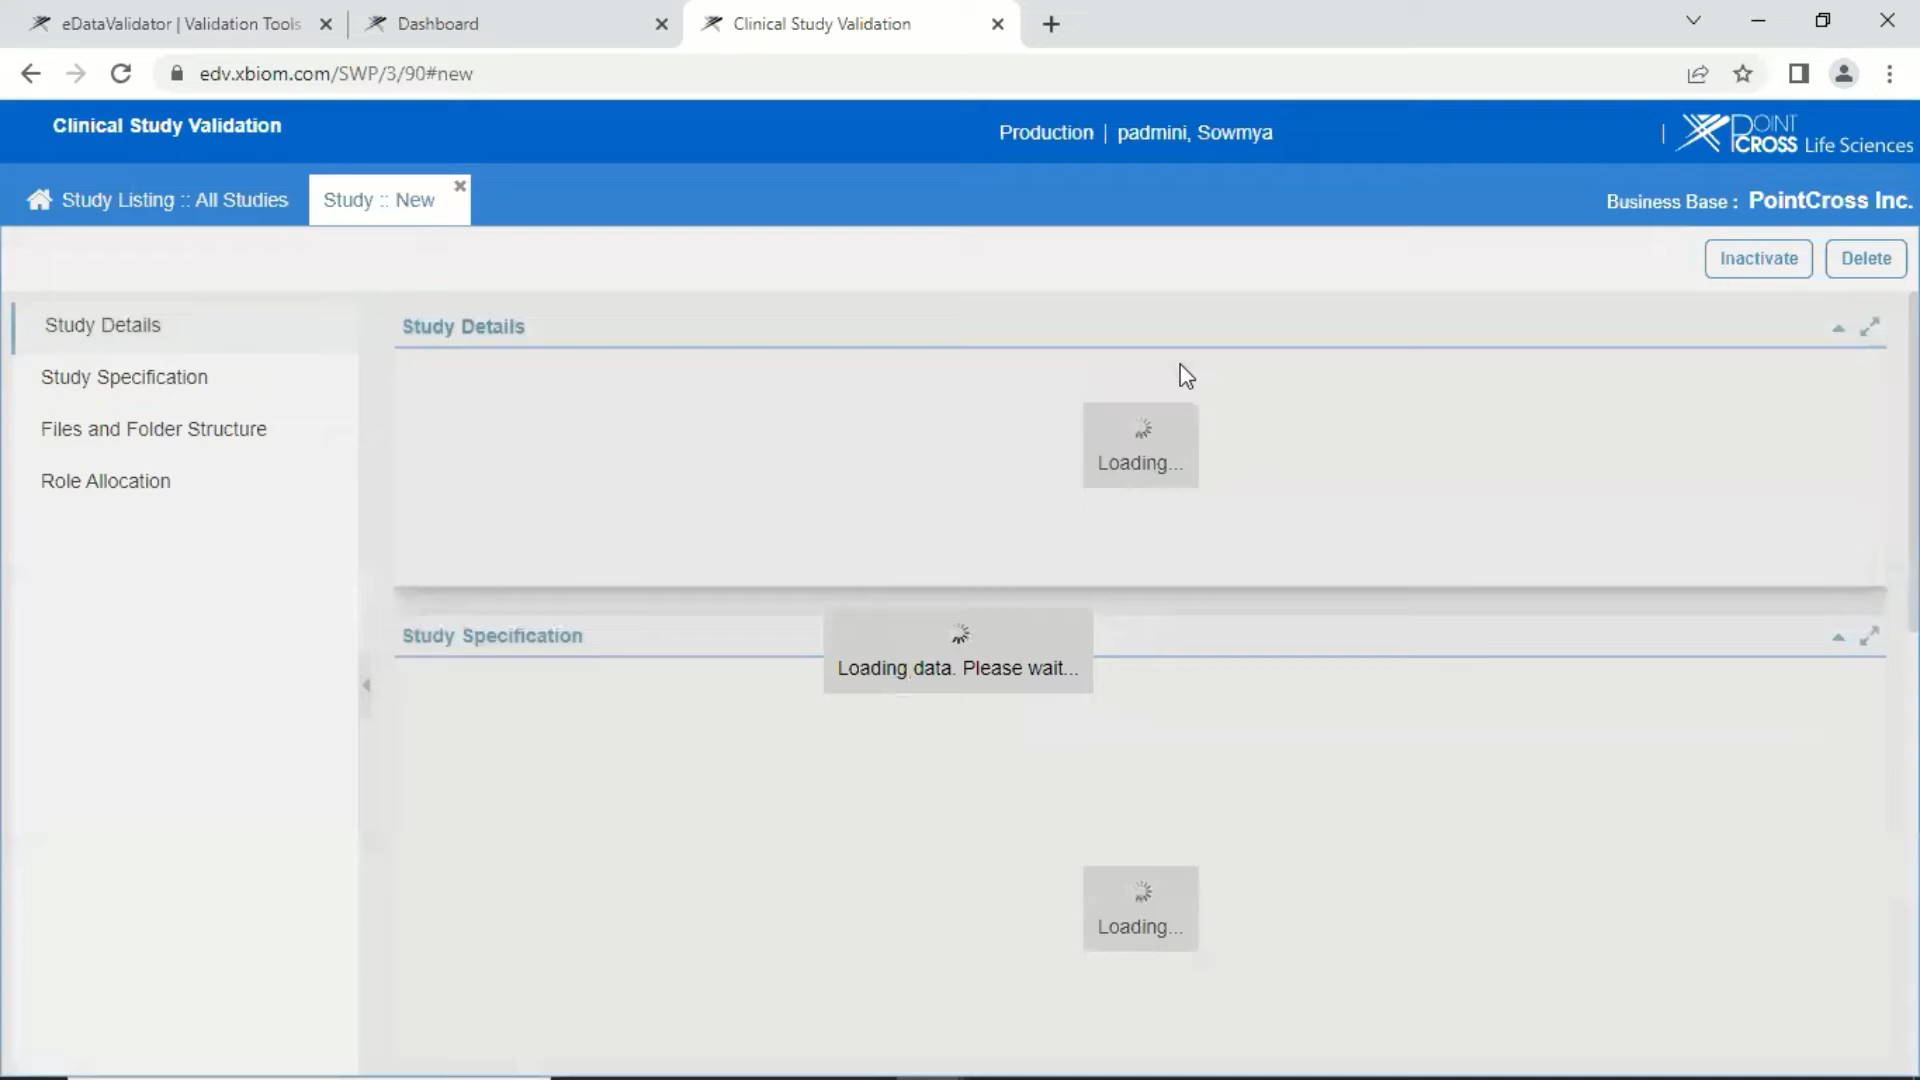 eDataValidator | Validation Tools
Dashboard
Clinical Study Validation
edv.xbiom.com/SWP/3/90#new
Clinical Study Validation
Production | padmini, Sowmya
| POINT CROSS Life Sciences
Study Listing :: All Studies
Study :: New
Business Base : PointCross Inc.
Inactivate
Delete
Study Details
Study Specification
Files and Folder Structure
Role Allocation
Study Details
Loading...
Study Specification
Loading data. Please wait...
Loading...